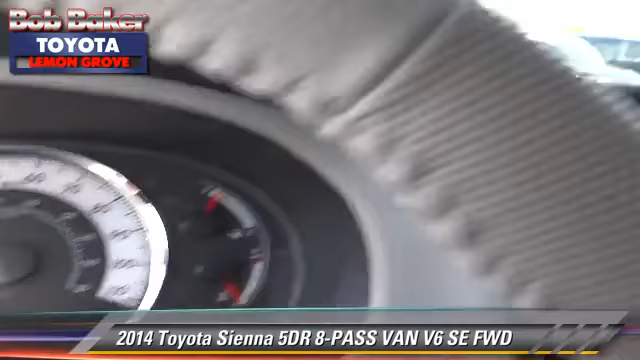 Bob Baker
TOYOTA
LEMON GROVE
2014 Toyota Sienna 5DR 8-PASS VAN V6 SE FWD